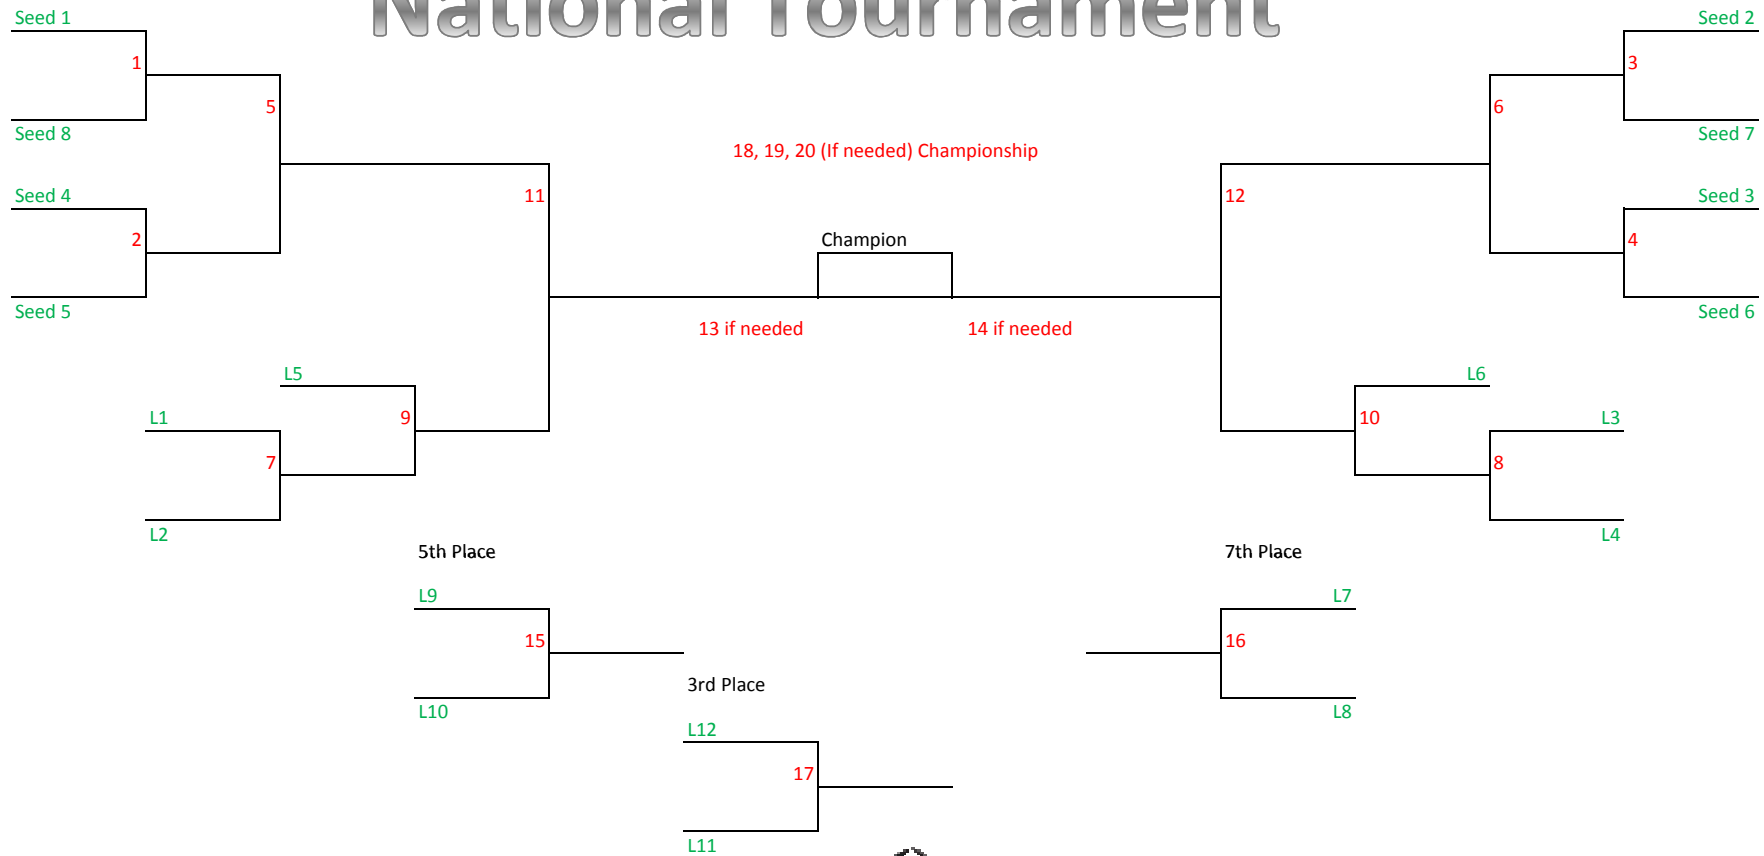 National Tournament
Seed 1
Seed 2
1
3
5
6
Seed 8
Seed 7
18, 19, 20 (If needed) Championship
Seed 4
11
12
Seed 3
2
Champion
4
Seed 5
Seed 6
13 if needed
14 if needed
L5
L6
L1
9
10
L3
7
8
L2
L4
5th Place
7th Place
L9
L7
15
16
3rd Place
L10
L8
L12
17
L11